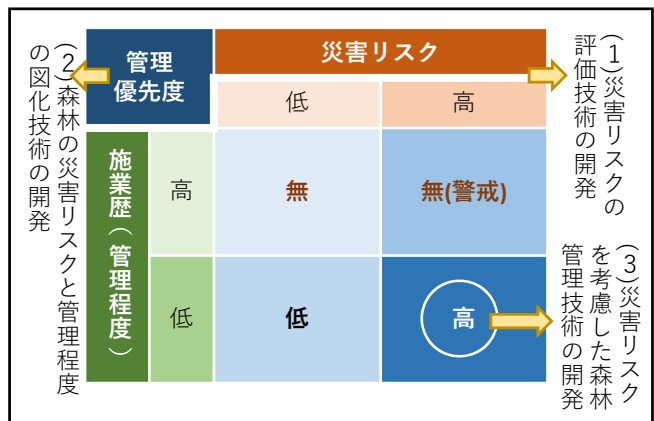 管理
優先度
災害リスク
低
高
施業歴(管理程度)
高
無
無(警戒)
低
低
高
(1)災害リスクの
評価技術の開発
(2)森林の災害リスクと管理程度
の図化技術の開発
(3)災害リスク
を考慮した森林
管理技術の開発